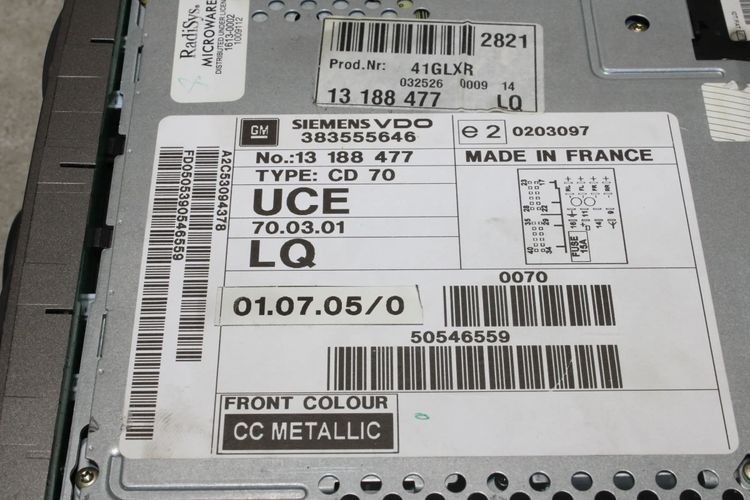 RadiSys.
MICROWARE
DISTRIBUTED UNDER LICENSE
1613-0002
1009112
2821
Prod.Nr: 41GLXR
032526 0009 14
13 188 477 LQ
GM SIEMENS VDO
383555646
e2 0203097
No.:13 188 477
MADE IN FRANCE
TYPE: CD 70
UCE
70.03.01
LQ
FUSE
15A
0070
01.07.05/0
50546559
FRONT COLOUR
CC METALLIC
A2C53094378
FD0505390546559